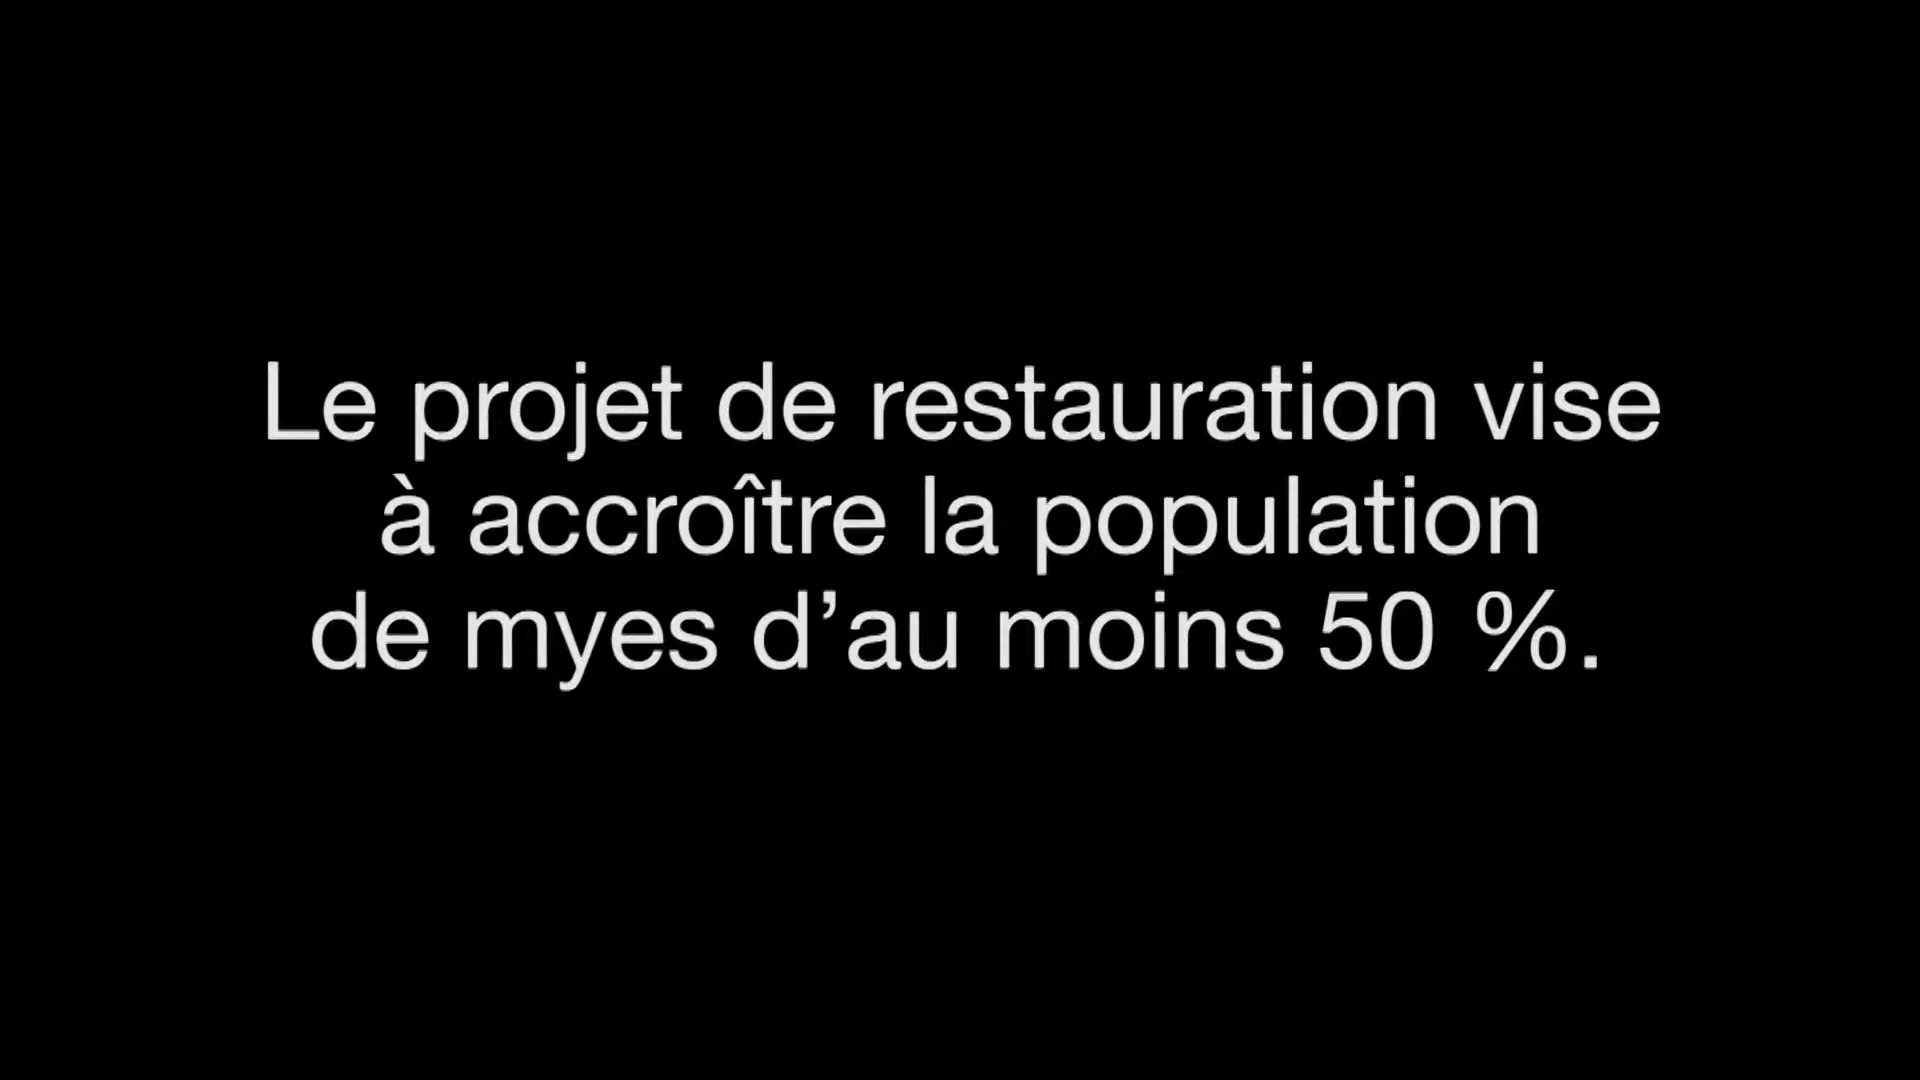 Le projet de restauration vise
à accroître la population
de myes d’au moins 50 %.